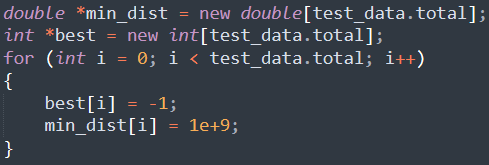 double *min_dist = new double[test_data.total];
int *best = new int[test_data.total];
for (int i = 0; i < test_data.total; i++)
{
    best[i] = -1;
    min_dist[i] = 1e+9;
}